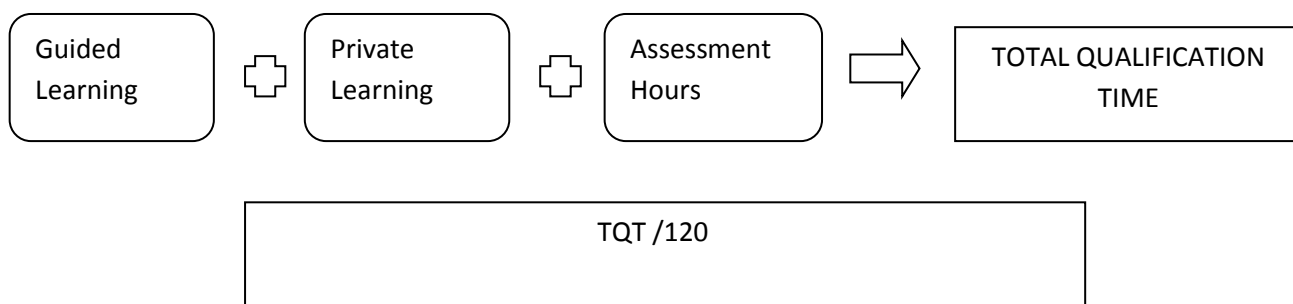 Guided
Learning
Private
Learning
Assessment
Hours
TOTAL QUALIFICATION
TIME
TQT /120